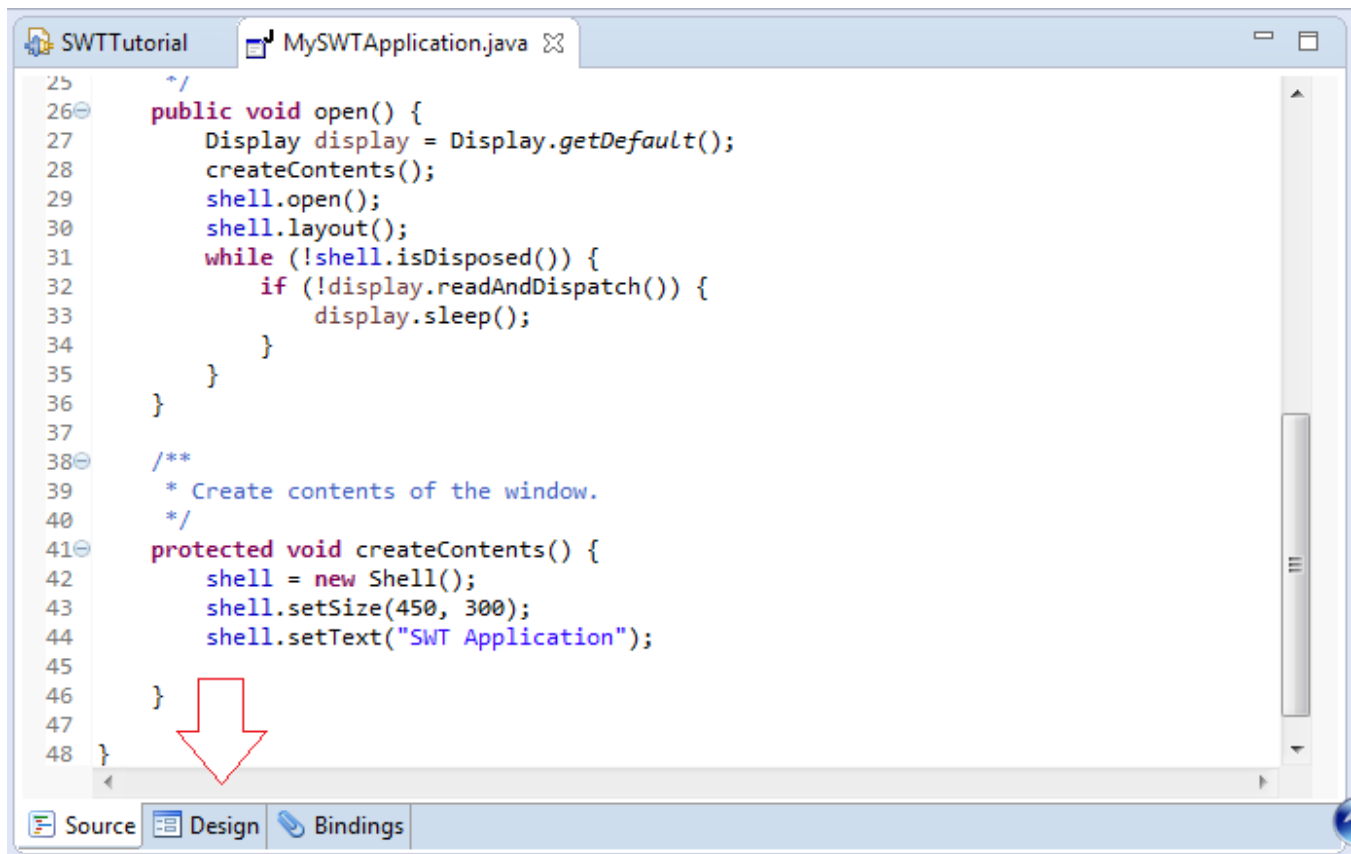 SWTTutorial MySWTApplication.java
25 */
26 public void open() {
27 Display display = Display.getDefault();
28 createContents();
29 shell.open();
30 shell.layout();
31 while (!shell.isDisposed()) {
32 if (!display.readAndDispatch()) {
33 display.sleep();
34 }
35 }
36 }
37
38 /**
39 * Create contents of the window.
40 */
41 protected void createContents() {
42 shell = new Shell();
43 shell.setSize(450, 300);
44 shell.setText("SWT Application");
45
46 }
47
48 }
Source Design Bindings